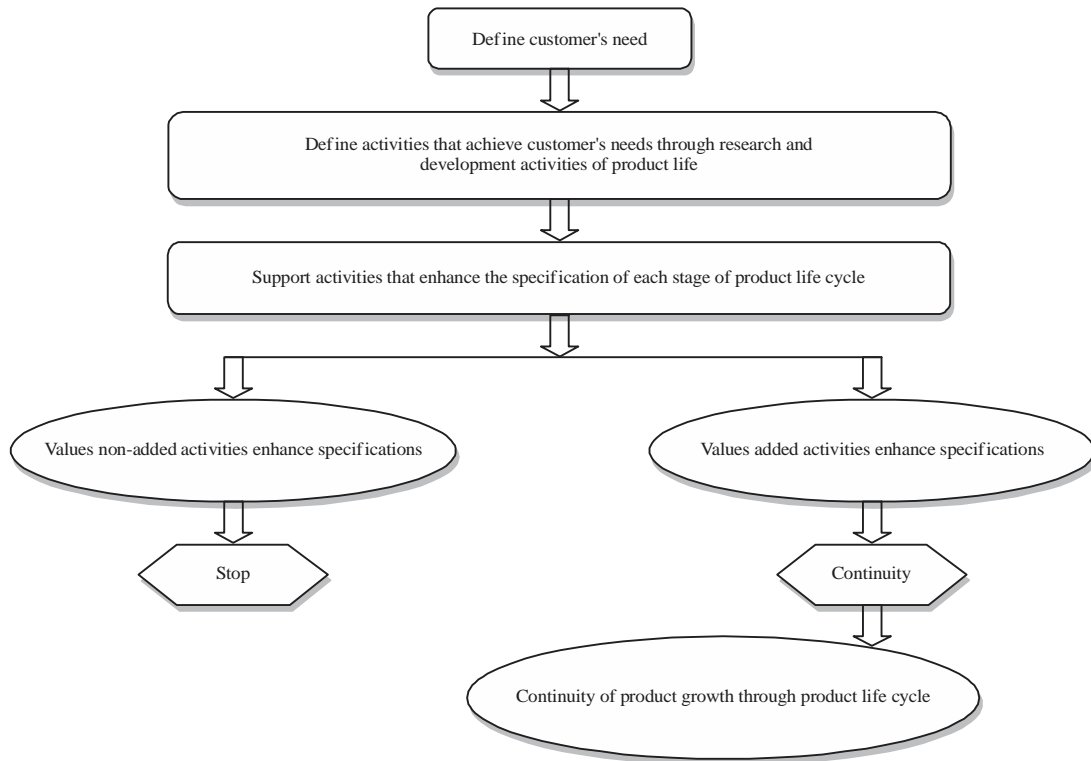 Define customer's need
Define activities that achieve customer's needs through research and
development activities of product life
Support activities that enhance the specification of each stage of product life cycle
Values non-added activities enhance specifications
Values added activities enhance specifications
Stop
Continuity
Continuity of product growth through product life cycle